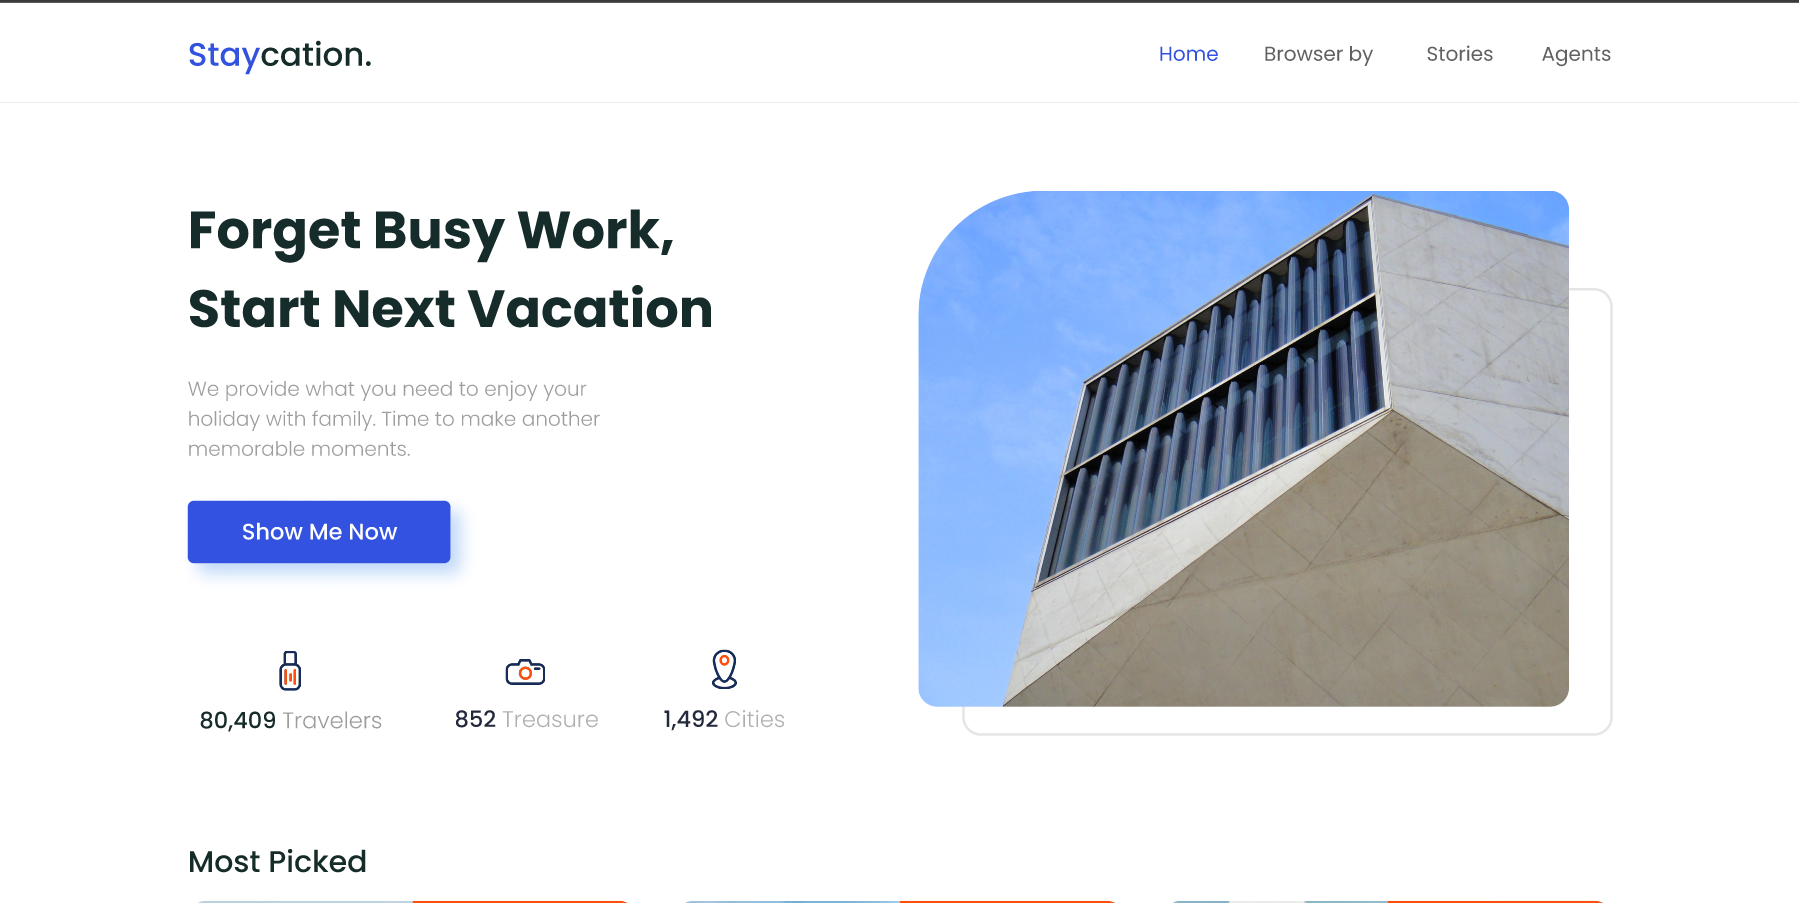 Staycation.
Home Browser by Stories Agents
Forget Busy Work,
Start Next Vacation
We provide what you need to enjoy your
holiday with family. Time to make another
memorable moments.
Show Me Now
80,409 Travelers
852 Treasure
1,492 Cities
Most Picked